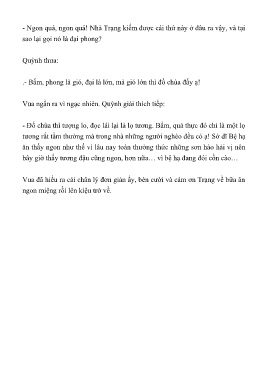 - Ngon quá, ngon quá! Nhà Trạng kiếm được cái thứ này ở đâu ra vậy, và tại
sao lại gọi nó là đại phong?
Quỳnh thưa:
.- Bẩm, phong là gió, đại là lớn, mà gió lớn thì đổ chùa đấy ạ!
Vua ngẩn ra vì ngạc nhiên. Quỳnh giải thích tiếp:
- Đổ chùa thì tượng lo, đọc lái lại là lọ tương. Bẩm, quả thực đó chỉ là một lọ
tương rất tầm thường mà trong nhà những người nghèo đều có ạ! Sở dĩ Bệ hạ
ăn thấy ngon như thế vì lâu nay toàn thưởng thức những sơn hào hải vị nên
bây giờ thấy tương đậu cũng ngon, hơn nữa… vì bệ hạ đang đói cồn cào…
Vua đã hiểu ra cái chân lý đơn giản ấy, bèn cười và cảm ơn Trạng về bữa ăn
ngon miệng rồi lên kiệu trở về.